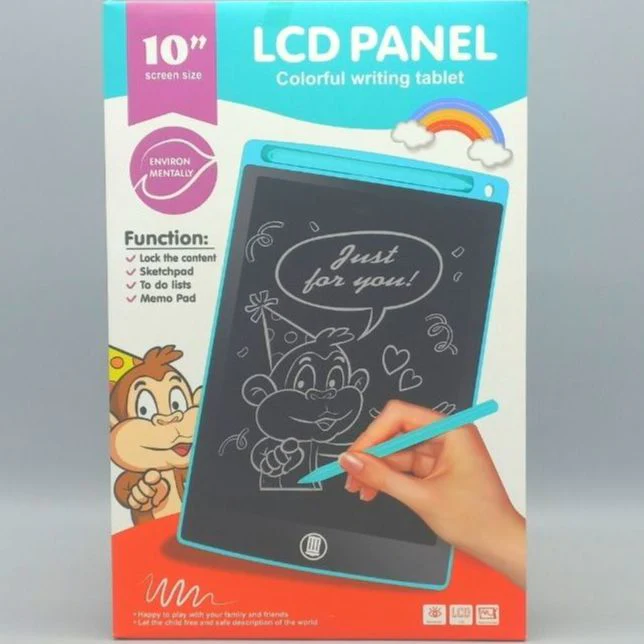 10"
screen size
LCD PANEL
Colorful writing tablet
ENVIRON
MENTALLY
Function:
Lock the content
Sketchpad
To do lists
Memo Pad
Just
for you!
• Happy to play with your family and friends
• Let the child free and safe description of the world
LCD